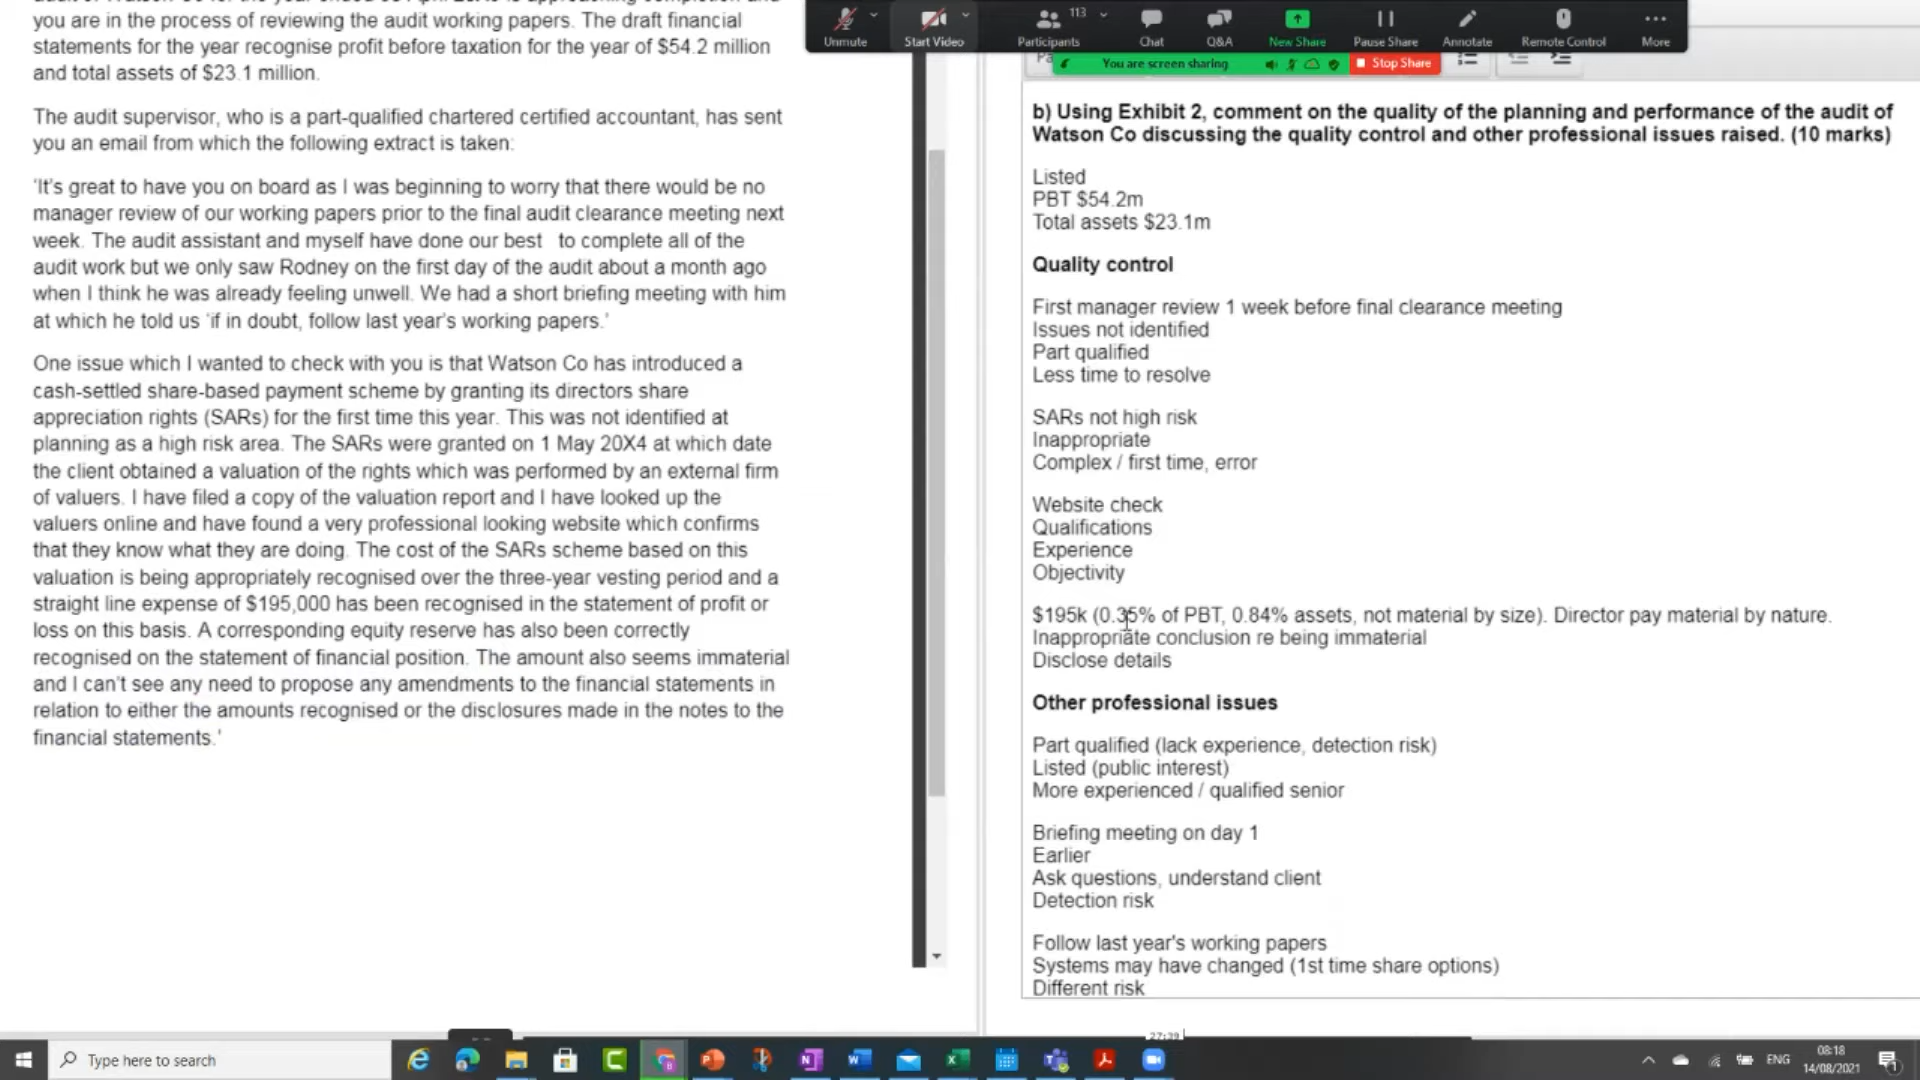 you are in the process of reviewing the audit working papers. The draft financial
statements for the year recognise profit before taxation for the year of $54.2 million
and total assets of $23.1 million.
The audit supervisor, who is a part-qualified chartered certified accountant, has sent
you an email from which the following extract is taken:
'It's great to have you on board as I was beginning to worry that there would be no
manager review of our working papers prior to the final audit clearance meeting next
week. The audit assistant and myself have done our best to complete all of the
audit work but we only saw Rodney on the first day of the audit about a month ago
when I think he was already feeling unwell. We had a short briefing meeting with him
at which he told us 'if in doubt, follow last year's working papers.'
One issue which I wanted to check with you is that Watson Co has introduced a
cash-settled share-based payment scheme by granting its directors share
appreciation rights (SARs) for the first time this year. This was not identified at
planning as a high risk area. The SARs were granted on 1 May 20X4 at which date
the client obtained a valuation of the rights which was performed by an external firm
of valuers. I have filed a copy of the valuation report and I have looked up the
valuers online and have found a very professional looking website which confirms
that they know what they are doing. The cost of the SARs scheme based on this
valuation is being appropriately recognised over the three-year vesting period and a
straight line expense of $195,000 has been recognised in the statement of profit or
loss on this basis. A corresponding equity reserve has also been correctly
recognised on the statement of financial position. The amount also seems immaterial
and I can't see any need to propose any amendments to the financial statements in
relation to either the amounts recognised or the disclosures made in the notes to the
financial statements.'
Unmute
Start Video
Participants
113
Chat
Q&A
New Share
Pause Share
Annotate
Remote Control
More
You are screen sharing
Stop Share
b) Using Exhibit 2, comment on the quality of the planning and performance of the audit of
Watson Co discussing the quality control and other professional issues raised. (10 marks)
Listed
PBT $54.2m
Total assets $23.1m
Quality control
First manager review 1 week before final clearance meeting
Issues not identified
Part qualified
Less time to resolve
SARs not high risk
Inappropriate
Complex / first time, error
Website check
Qualifications
Experience
Objectivity
$195k (0.35% of PBT, 0.84% assets, not material by size). Director pay material by nature.
Inappropriate conclusion re being immaterial
Disclose details
Other professional issues
Part qualified (lack experience, detection risk)
Listed (public interest)
More experienced / qualified senior
Briefing meeting on day 1
Earlier
Ask questions, understand client
Detection risk
Follow last year's working papers
Systems may have changed (1st time share options)
Different risk
Type here to search
ENG
08:18
14/08/2021